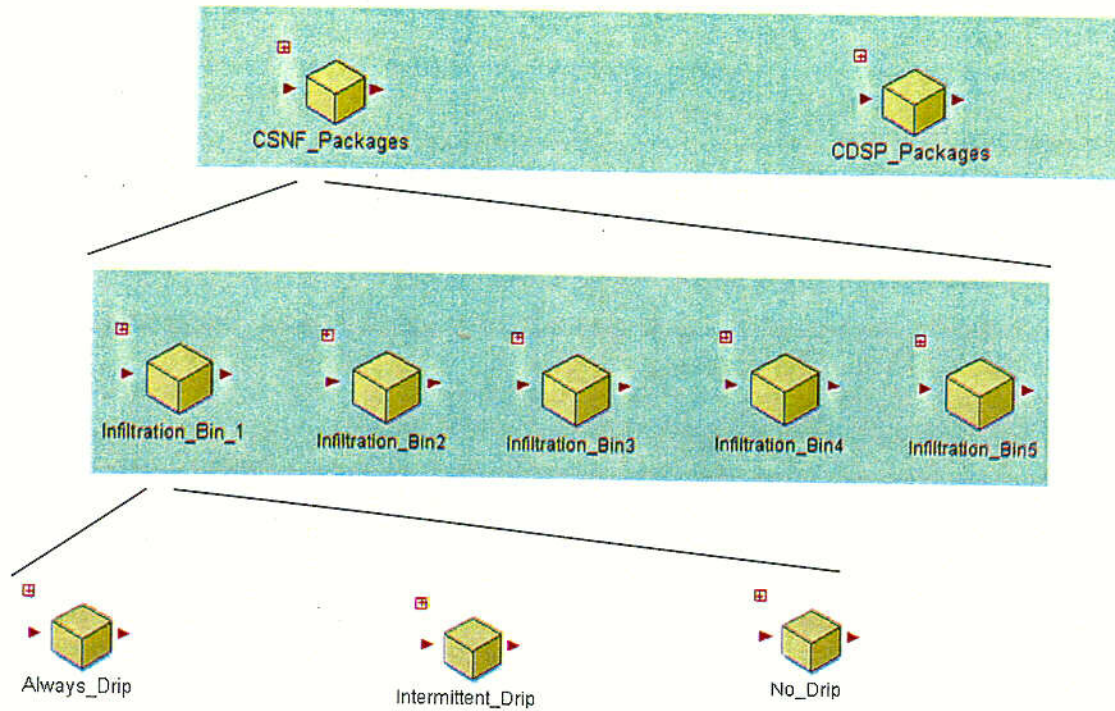 CSNF_Packages
CDSP_Packages
Infiltration_Bin_1
Infiltration_Bin2
Infiltration_Bin3
Infiltration_Bin4
Infiltration_Bin5
Always_Drip
Intermittent_Drip
No_Drip